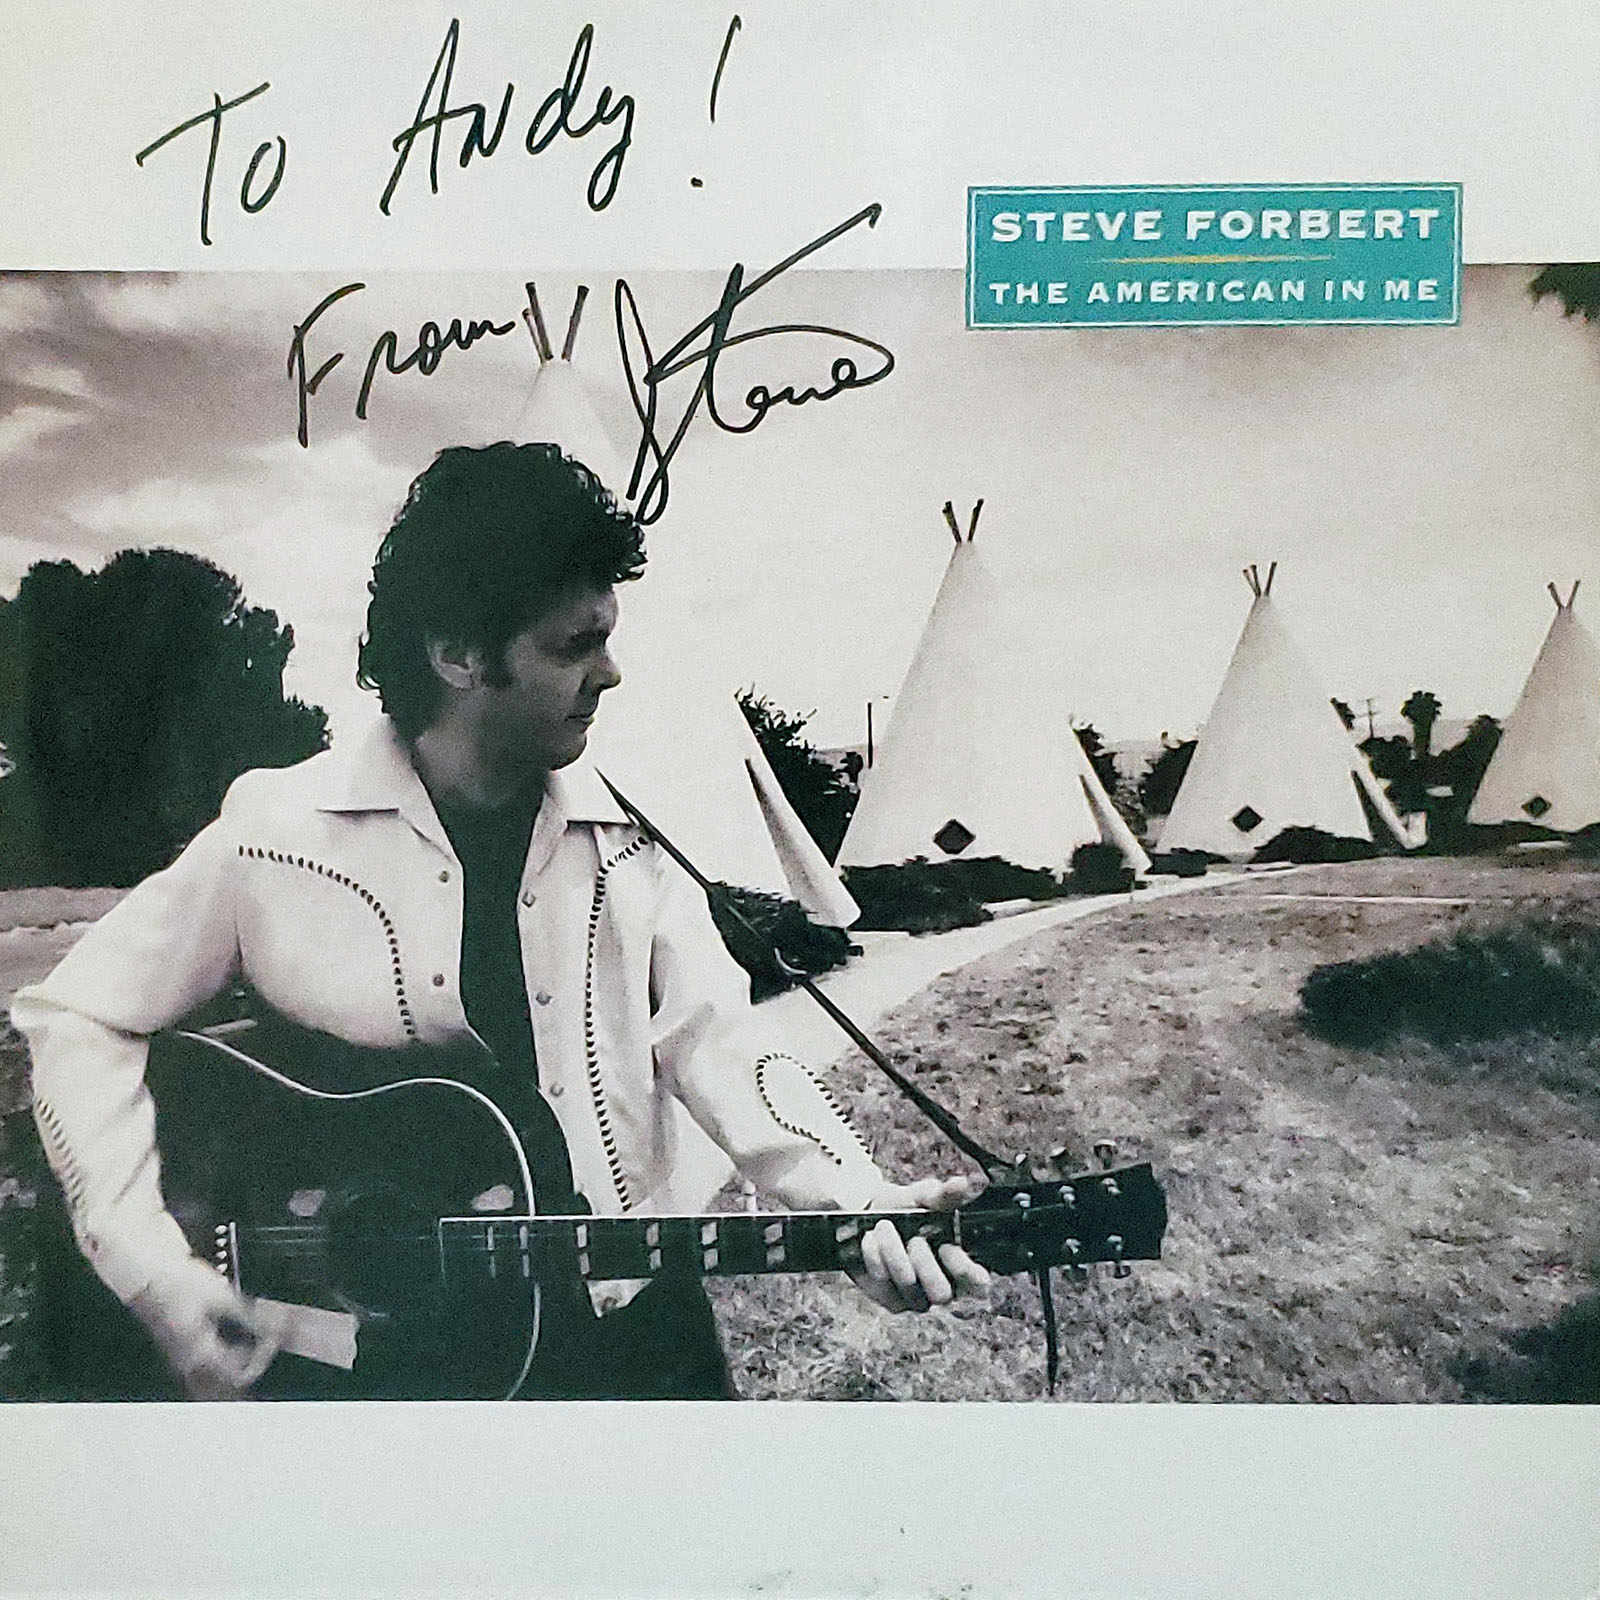 To Andy!
From Steve
STEVE FORBERT
THE AMERICAN IN ME